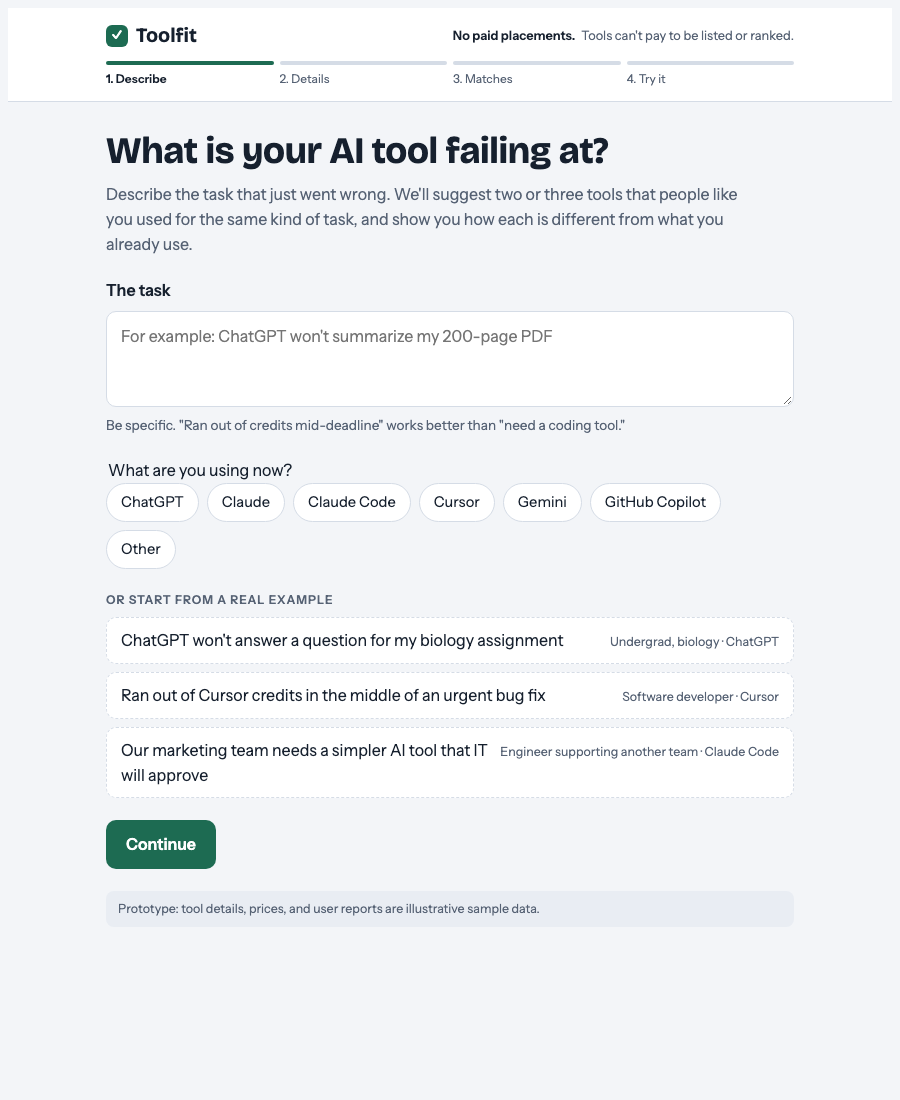 Toolfit
No paid placements. Tools can't pay to be listed or ranked.
1. Describe
2. Details
3. Matches
4. Try it
What is your AI tool failing at?
Describe the task that just went wrong. We'll suggest two or three tools that people like
you used for the same kind of task, and show you how each is different from what you
already use.
The task
For example: ChatGPT won't summarize my 200-page PDF
Be specific. "Ran out of credits mid-deadline" works better than "need a coding tool."
What are you using now?
ChatGPT
Claude
Claude Code
Cursor
Gemini
GitHub Copilot
Other
OR START FROM A REAL EXAMPLE
ChatGPT won't answer a question for my biology assignment
Undergrad, biology · ChatGPT
Ran out of Cursor credits in the middle of an urgent bug fix
Software developer · Cursor
Our marketing team needs a simpler AI tool that IT
will approve
Engineer supporting another team · Claude Code
Continue
Prototype: tool details, prices, and user reports are illustrative sample data.